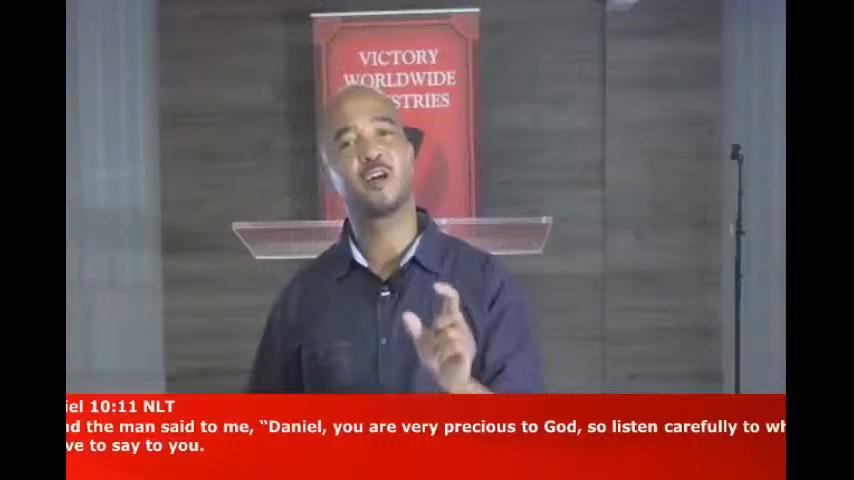 VICTORY
WORLDWIDE
STRIES
iel 10:11 NLT
nd the man said to me, “Daniel, you are very precious to God, so listen carefully to wh
ve to say to you.